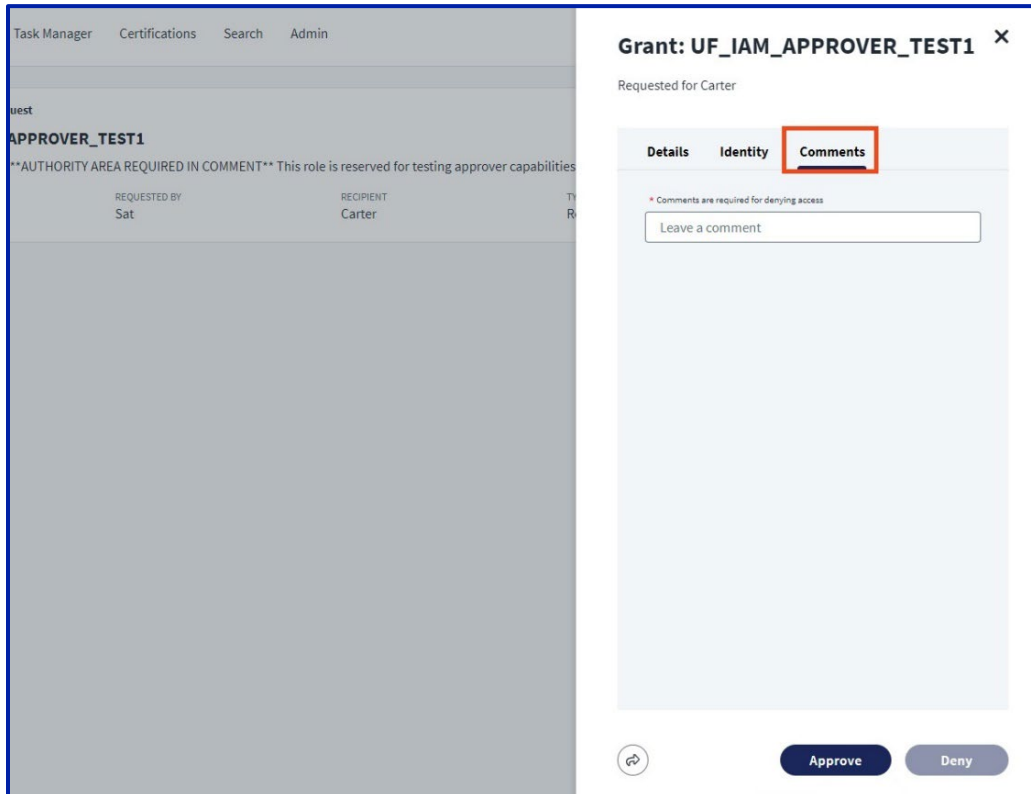 Task Manager Certifications Search Admin
uest
APPROVER_TEST1
**AUTHORITY AREA REQUIRED IN COMMENT** This role is reserved for testing approver capabilities
REQUESTED BY RECIPIENT TY
Sat Carter R
Grant: UF_IAM_APPROVER_TEST1
Requested for Carter
Details Identity Comments
* Comments are required for denying access
Leave a comment
Approve Deny